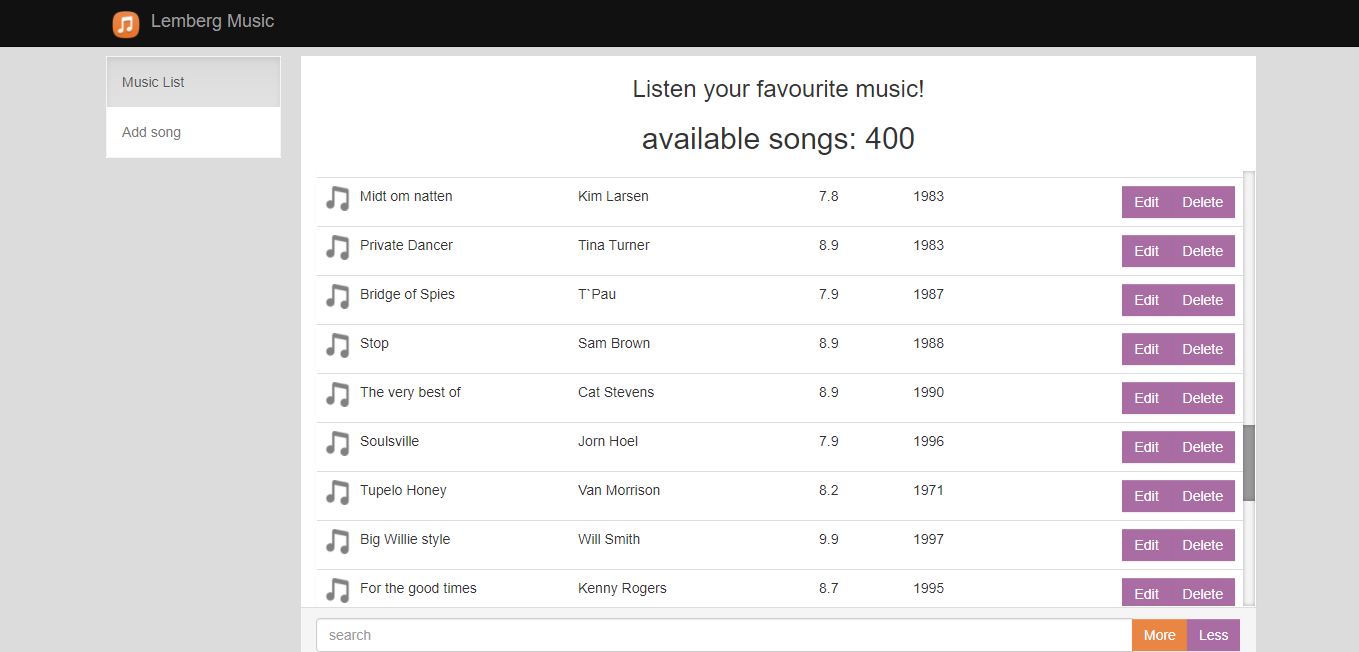 Lemberg Music
Music List
Add song
Listen your favourite music!
available songs: 400
Midt om natten Kim Larsen 7.8 1983 Edit Delete
Private Dancer Tina Turner 8.9 1983 Edit Delete
Bridge of Spies T`Pau 7.9 1987 Edit Delete
Stop Sam Brown 8.9 1988 Edit Delete
The very best of Cat Stevens 8.9 1990 Edit Delete
Soulsville Jorn Hoel 7.9 1996 Edit Delete
Tupelo Honey Van Morrison 8.2 1971 Edit Delete
Big Willie style Will Smith 9.9 1997 Edit Delete
For the good times Kenny Rogers 8.7 1995 Edit Delete
search More Less